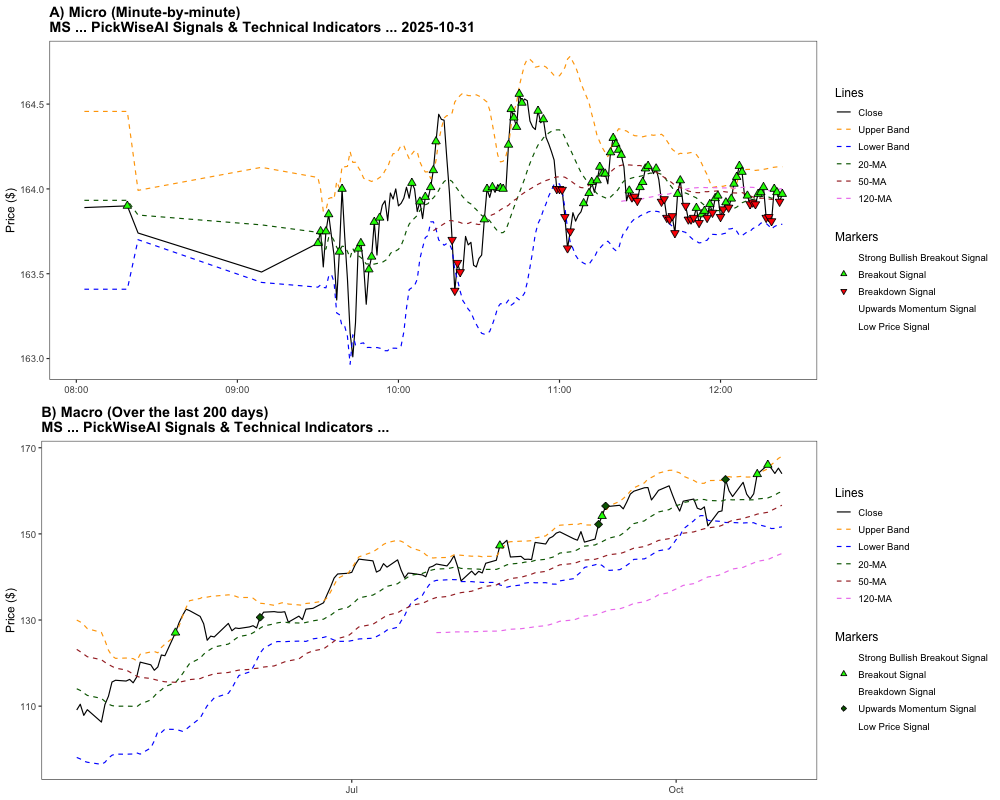 A) Micro (Minute-by-minute)
MS ... PickWiseAI Signals & Technical Indicators ... 2025-10-31
Price ($)
164.5
164.0
163.5
163.0
08:00
09:00
10:00
11:00
12:00
Lines
Close
Upper Band
Lower Band
20-MA
50-MA
120-MA
Markers
Strong Bullish Breakout Signal
Breakout Signal
Breakdown Signal
Upwards Momentum Signal
Low Price Signal
B) Macro (Over the last 200 days)
MS ... PickWiseAI Signals & Technical Indicators ...
Price ($)
170
150
130
110
Jul
Oct
Lines
Close
Upper Band
Lower Band
20-MA
50-MA
120-MA
Markers
Strong Bullish Breakout Signal
Breakout Signal
Breakdown Signal
Upwards Momentum Signal
Low Price Signal